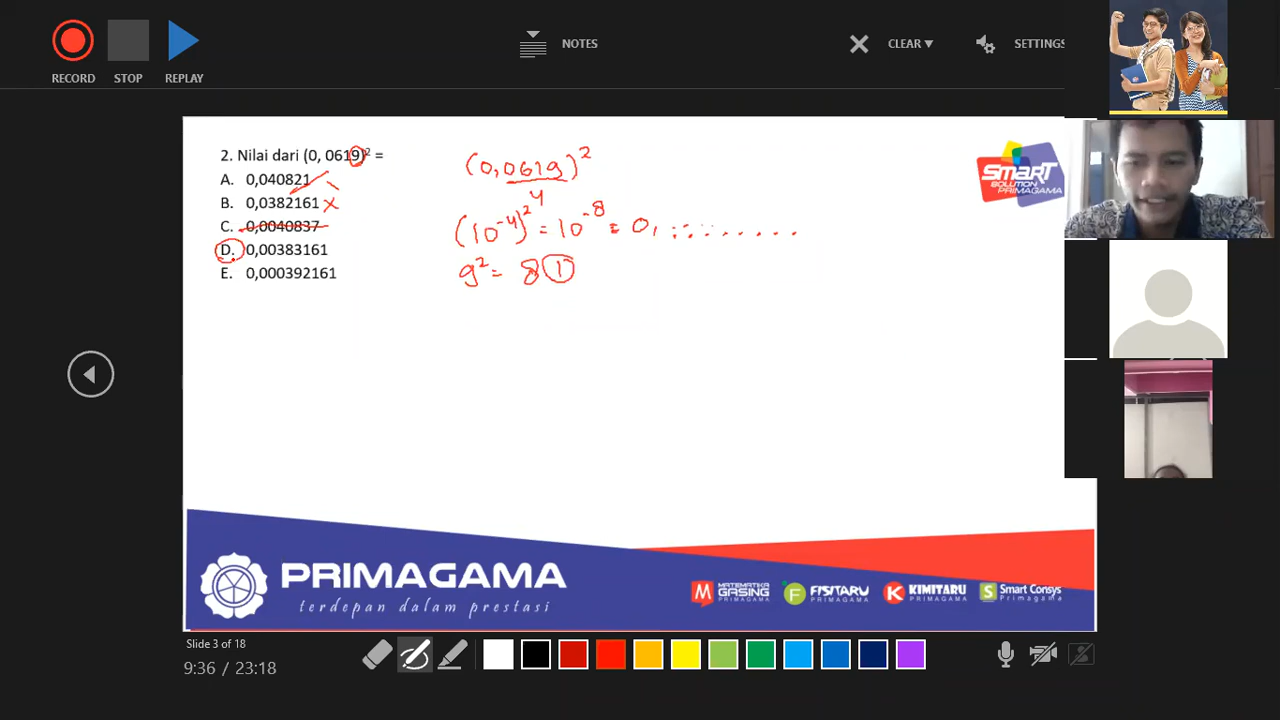 RECORD
STOP
REPLAY
NOTES
CLEAR
SETTINGS
2. Nilai dari (0, 0619)² =
A. 0,040821
B. 0,0382161
C. 0,0040837
D. 0,00383161
E. 0,000392161
(0,0619)²
4
(10⁻⁴)² = 10⁻⁸ = 0, . . . . . . . .
9² = 81
SMART
SOLUTION
PRIMAGAMA
PRIMAGAMA
terdepan dalam prestasi
M MATEMATIKA
GASING
PRIMAGAMA
F FISITARU
PRIMAGAMA
K KIMITARU
PRIMAGAMA
S Smart Consys
Primagama
Slide 3 of 18
9:36 / 23:18